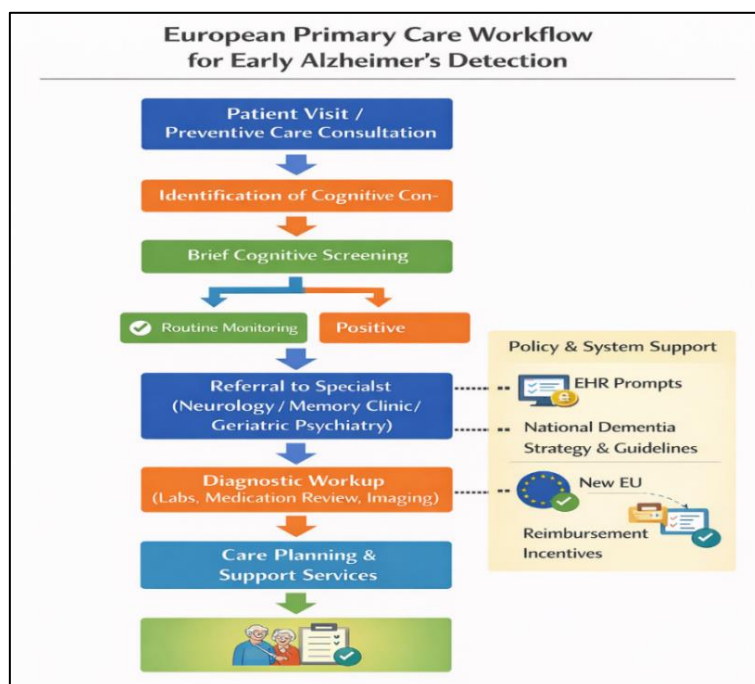 European Primary Care Workflow
for Early Alzheimer's Detection
Patient Visit /
Preventive Care Consultation
Identification of Cognitive Con-
Brief Cognitive Screening
Routine Monitoring
Positive
Referral to Specialst
(Neurology / Memory Clinic /
Geriatric Psychiatry)
Diagnostic Workup
(Labs, Medication Review, Imaging)
Care Planning &
Support Services
Policy & System Support
EHR Prompts
National Dementia
Strategy & Guidelines
New EU
Reimbursement
Incentives